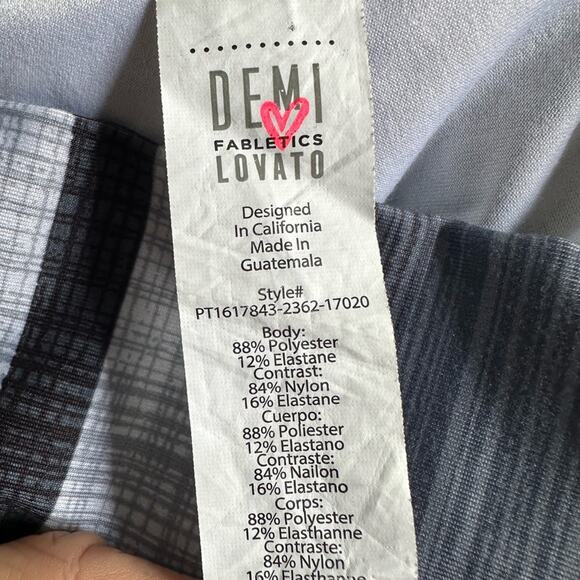 DEMI
FABLETICS
LOVATO
Designed
In California
Made In
Guatemala
Style#
PT1617843-2362-17020
Body:
88% Polyester
12% Elastane
Contrast:
84% Nylon
16% Elastane
Cuerpo:
88% Poliester
12% Elastano
Contraste:
84% Nailon
16% Elastano
Corps:
88% Polyester
12% Elasthanne
Contraste:
84% Nylon
16% Elasthanne